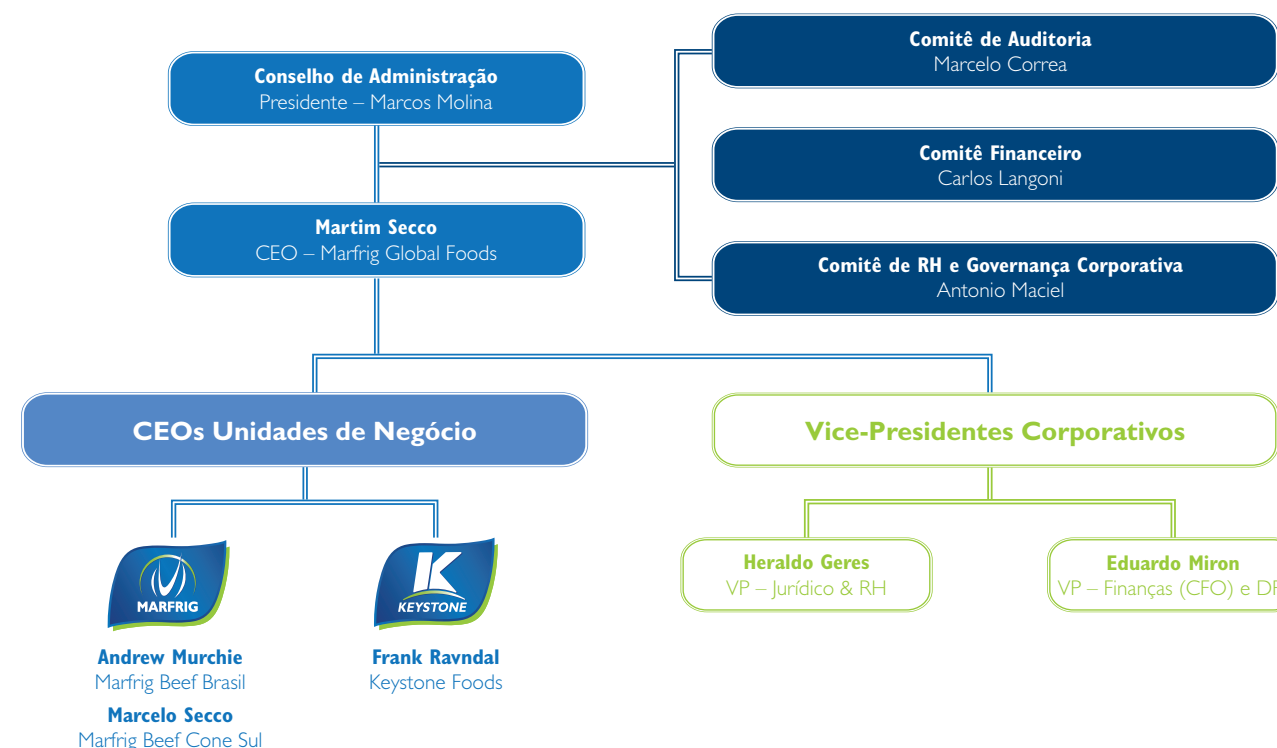 Conselho de Administração
Presidente – Marcos Molina
Comitê de Auditoria
Marcelo Correa
Comitê Financeiro
Carlos Langoni
Martim Secco
CEO – Marfrig Global Foods
Comitê de RH e Governança Corporativa
Antonio Maciel
CEOs Unidades de Negócio
Vice-Presidentes Corporativos
MARFRIG
K
KEYSTONE
Heraldo Geres
VP – Jurídico & RH
Eduardo Miron
VP – Finanças (CFO) e
Andrew Murchie
Marfrig Beef Brasil
Frank Ravndal
Keystone Foods
Marcelo Secco
Marfrig Beef Cone Sul